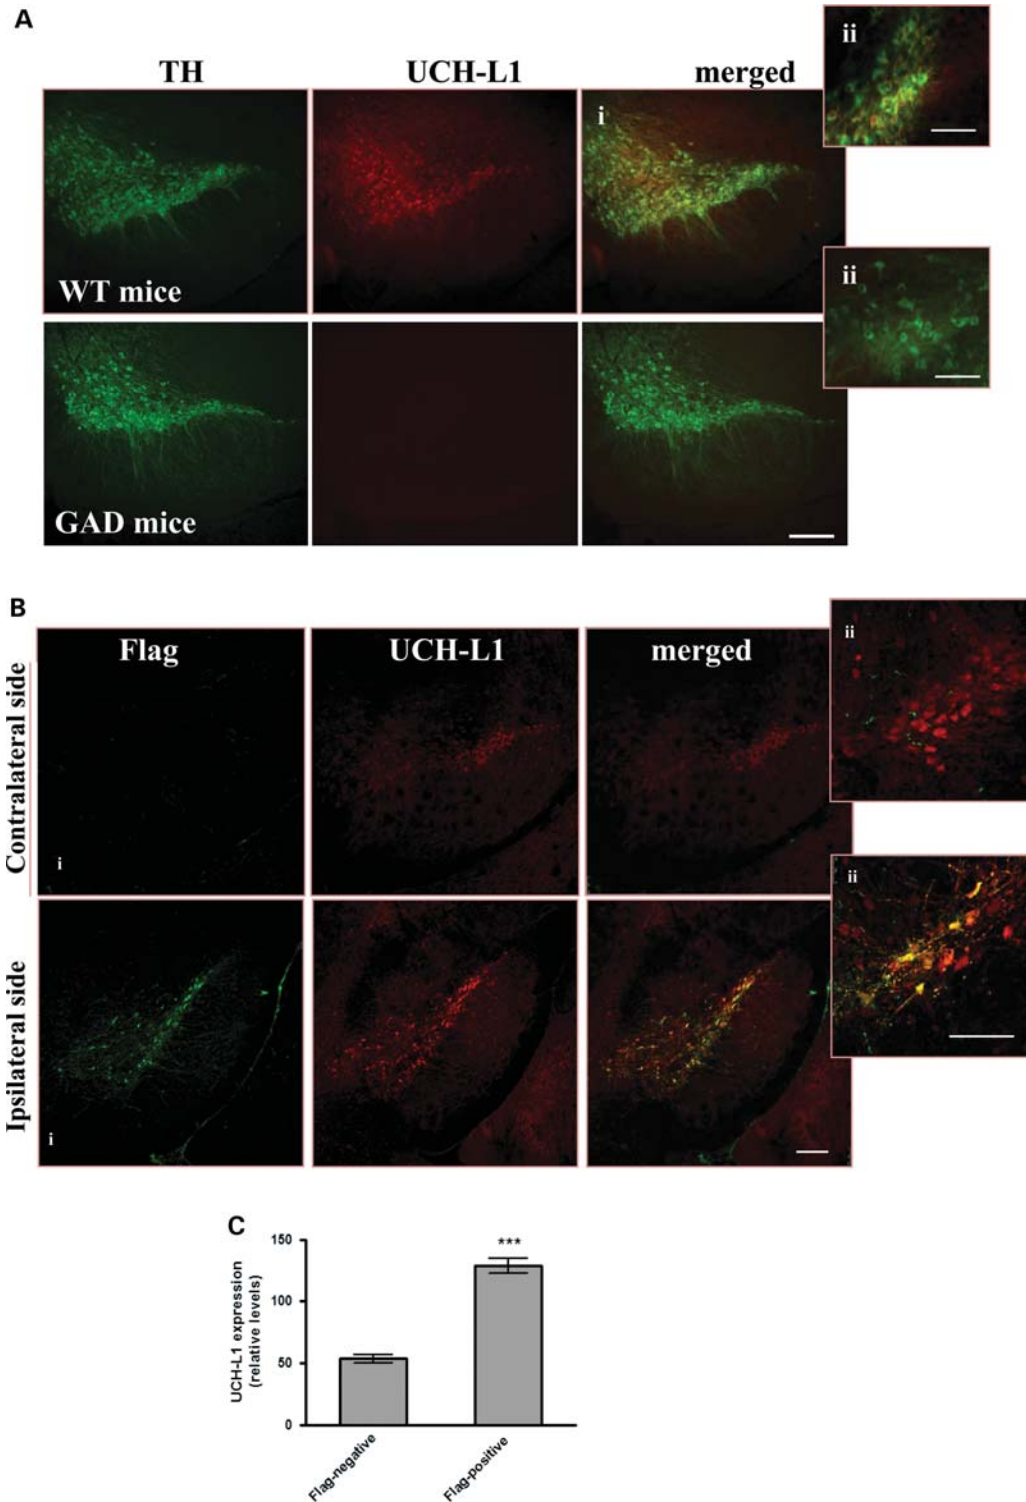 A
TH
UCH-L1
merged
ii
i
WT mice
ii
GAD mice
B
Contralateral side
Flag
UCH-L1
merged
ii
i
Ipsilateral side
ii
i
C
UCH-L1 expression
(relative levels)
150
100
50
0
***
Flag-negative
Flag-positive